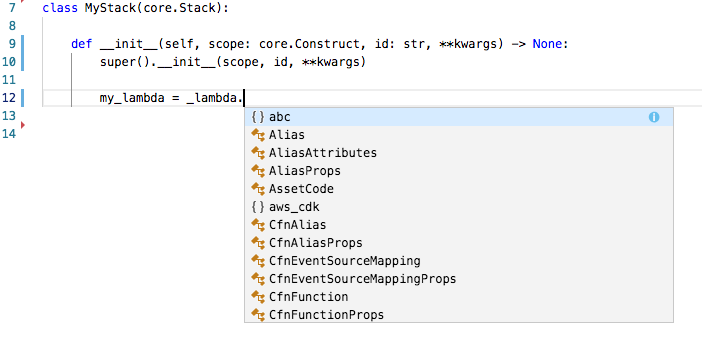 7 class MyStack(core.Stack):
8
9 def __init__(self, scope: core.Construct, id: str, **kwargs) -> None:
10 super().__init__(scope, id, **kwargs)
11
12 my_lambda = _lambda.
13 {} abc
14 Alias
AliasAttributes
AliasProps
AssetCode
{} aws_cdk
CfnAlias
CfnAliasProps
CfnEventSourceMapping
CfnEventSourceMappingProps
CfnFunction
CfnFunctionProps